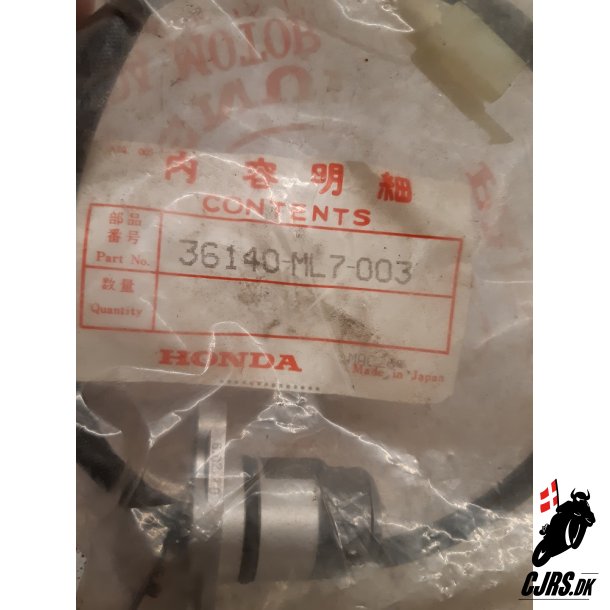 内容明細
CONTENTS
部品番号
Part No.
36140-ML7-003
数量
Quantity
HONDA
Made in Japan
CJRS.DK